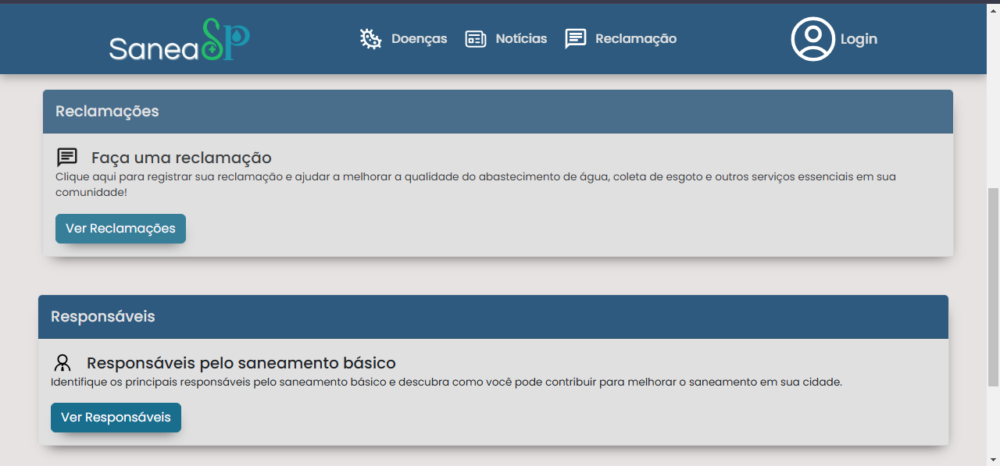 SaneaSP
Doenças Notícias Reclamação Login
Reclamações
Faça uma reclamação
Clique aqui para registrar sua reclamação e ajudar a melhorar a qualidade do abastecimento de água, coleta de esgoto e outros serviços essenciais em sua
comunidade!
Ver Reclamações
Responsáveis
Responsáveis pelo saneamento básico
Identifique os principais responsáveis pelo saneamento básico e descubra como você pode contribuir para melhorar o saneamento em sua cidade.
Ver Responsáveis